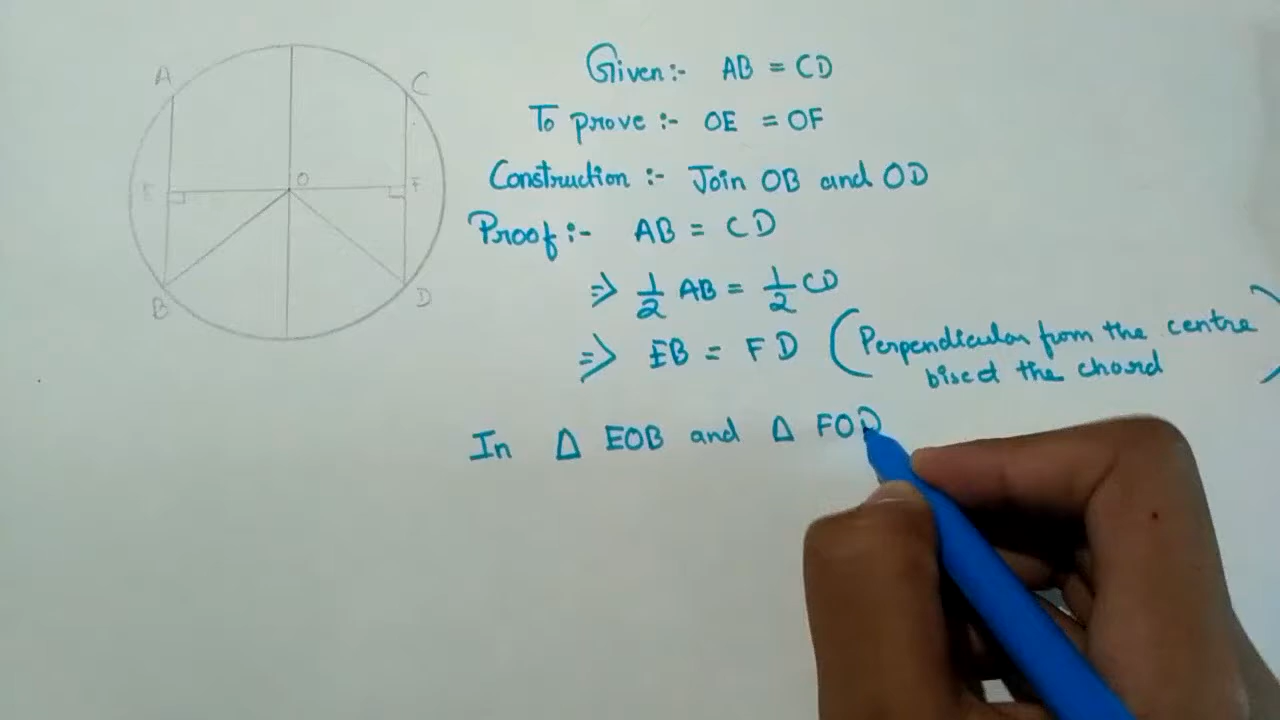 A
C
O
E
F
B
D
Given:- AB = CD
To prove :- OE = OF
Construction :- Join OB and OD
Proof :- AB = CD
⇒ 1/2 AB = 1/2 CD
⇒ EB = FD (Perpendicular from the centre
bisect the chord)
In Δ EOB and Δ FOD